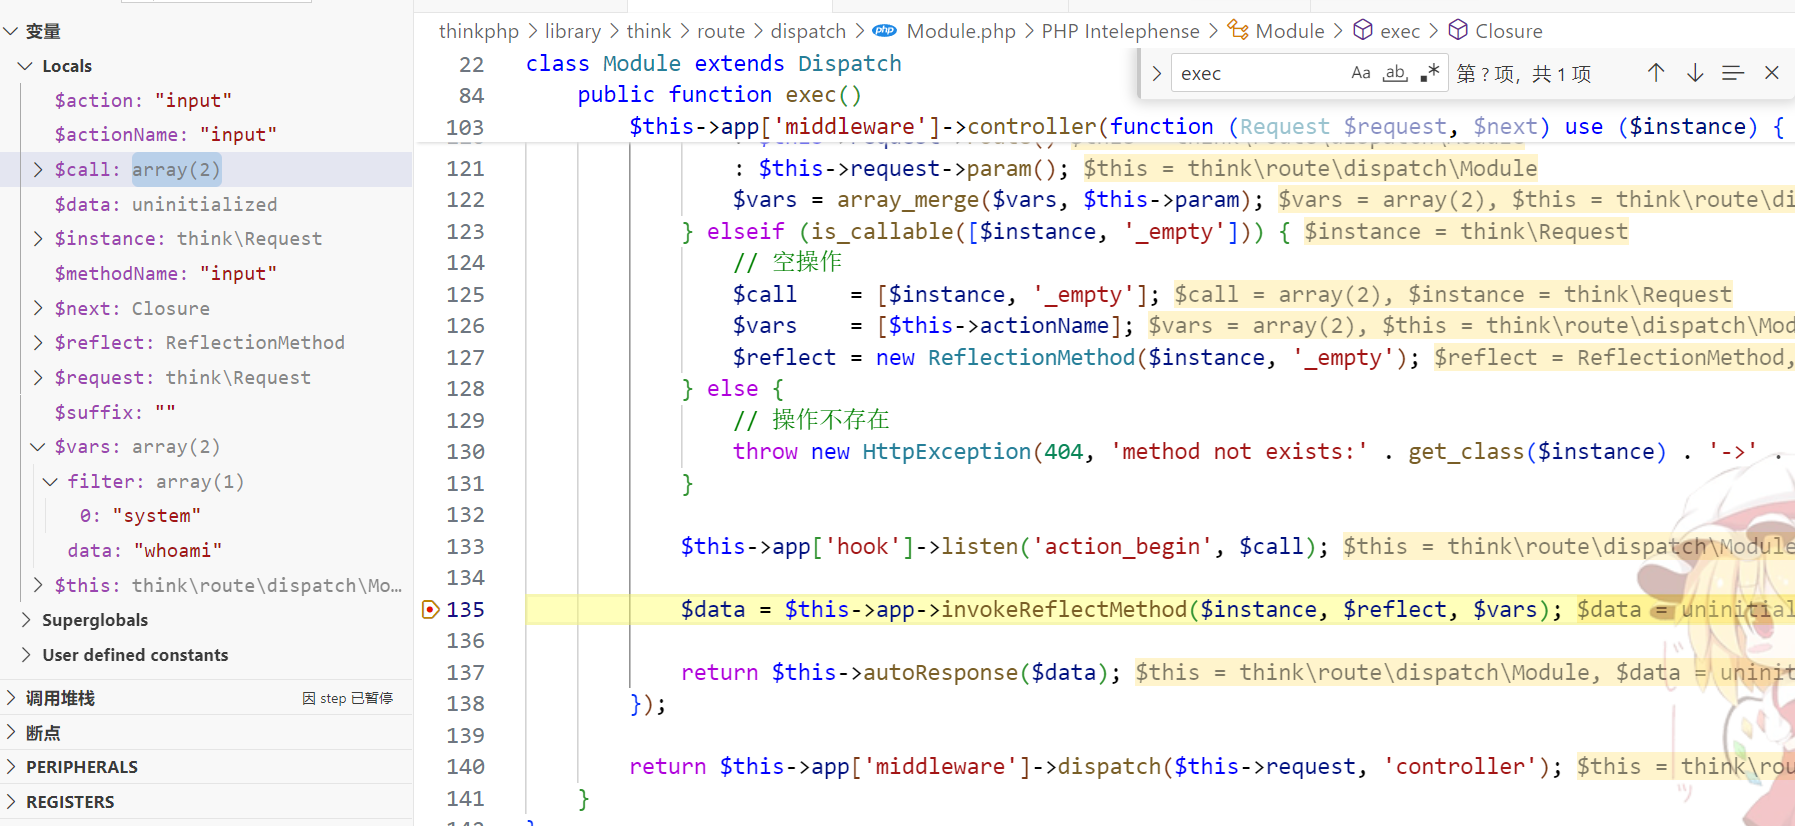 变量
Locals
$action: "input"
$actionName: "input"
$call: array(2)
$data: uninitialized
$instance: think\Request
$methodName: "input"
$next: Closure
$reflect: ReflectionMethod
$request: think\Request
$suffix: ""
$vars: array(2)
filter: array(1)
0: "system"
data: "whoami"
$this: think\route\dispatch\Mo...
Superglobals
User defined constants
调用堆栈 因 step 已暂停
断点
PERIPHERALS
REGISTERS
thinkphp > library > think > route > dispatch > php Module.php > PHP Intelephense > Module > exec > Closure
exec Aa ab .* 第 ? 项，共 1 项
22 class Module extends Dispatch
84 public function exec()
103 $this->app['middleware']->controller(function (Request $request, $next) use ($instance) {
121 : $this->request->param(); $this = think\route\dispatch\Module
122 $vars = array_merge($vars, $this->param); $vars = array(2), $this = think\route\di
123 } elseif (is_callable([$instance, '_empty'])) { $instance = think\Request
124 // 空操作
125 $call    = [$instance, '_empty']; $call = array(2), $instance = think\Request
126 $vars    = [$this->actionName]; $vars = array(2), $this = think\route\dispatch\Mod
127 $reflect = new ReflectionMethod($instance, '_empty'); $reflect = ReflectionMethod,
128 } else {
129 // 操作不存在
130 throw new HttpException(404, 'method not exists:' . get_class($instance) . '->' .
131 }
132
133 $this->app['hook']->listen('action_begin', $call); $this = think\route\dispatch\Module
134
135 $data = $this->app->invokeReflectMethod($instance, $reflect, $vars); $data = uninitial
136
137 return $this->autoResponse($data); $this = think\route\dispatch\Module, $data = uninit
138 });
139
140 return $this->app['middleware']->dispatch($this->request, 'controller'); $this = think\rou
141 }